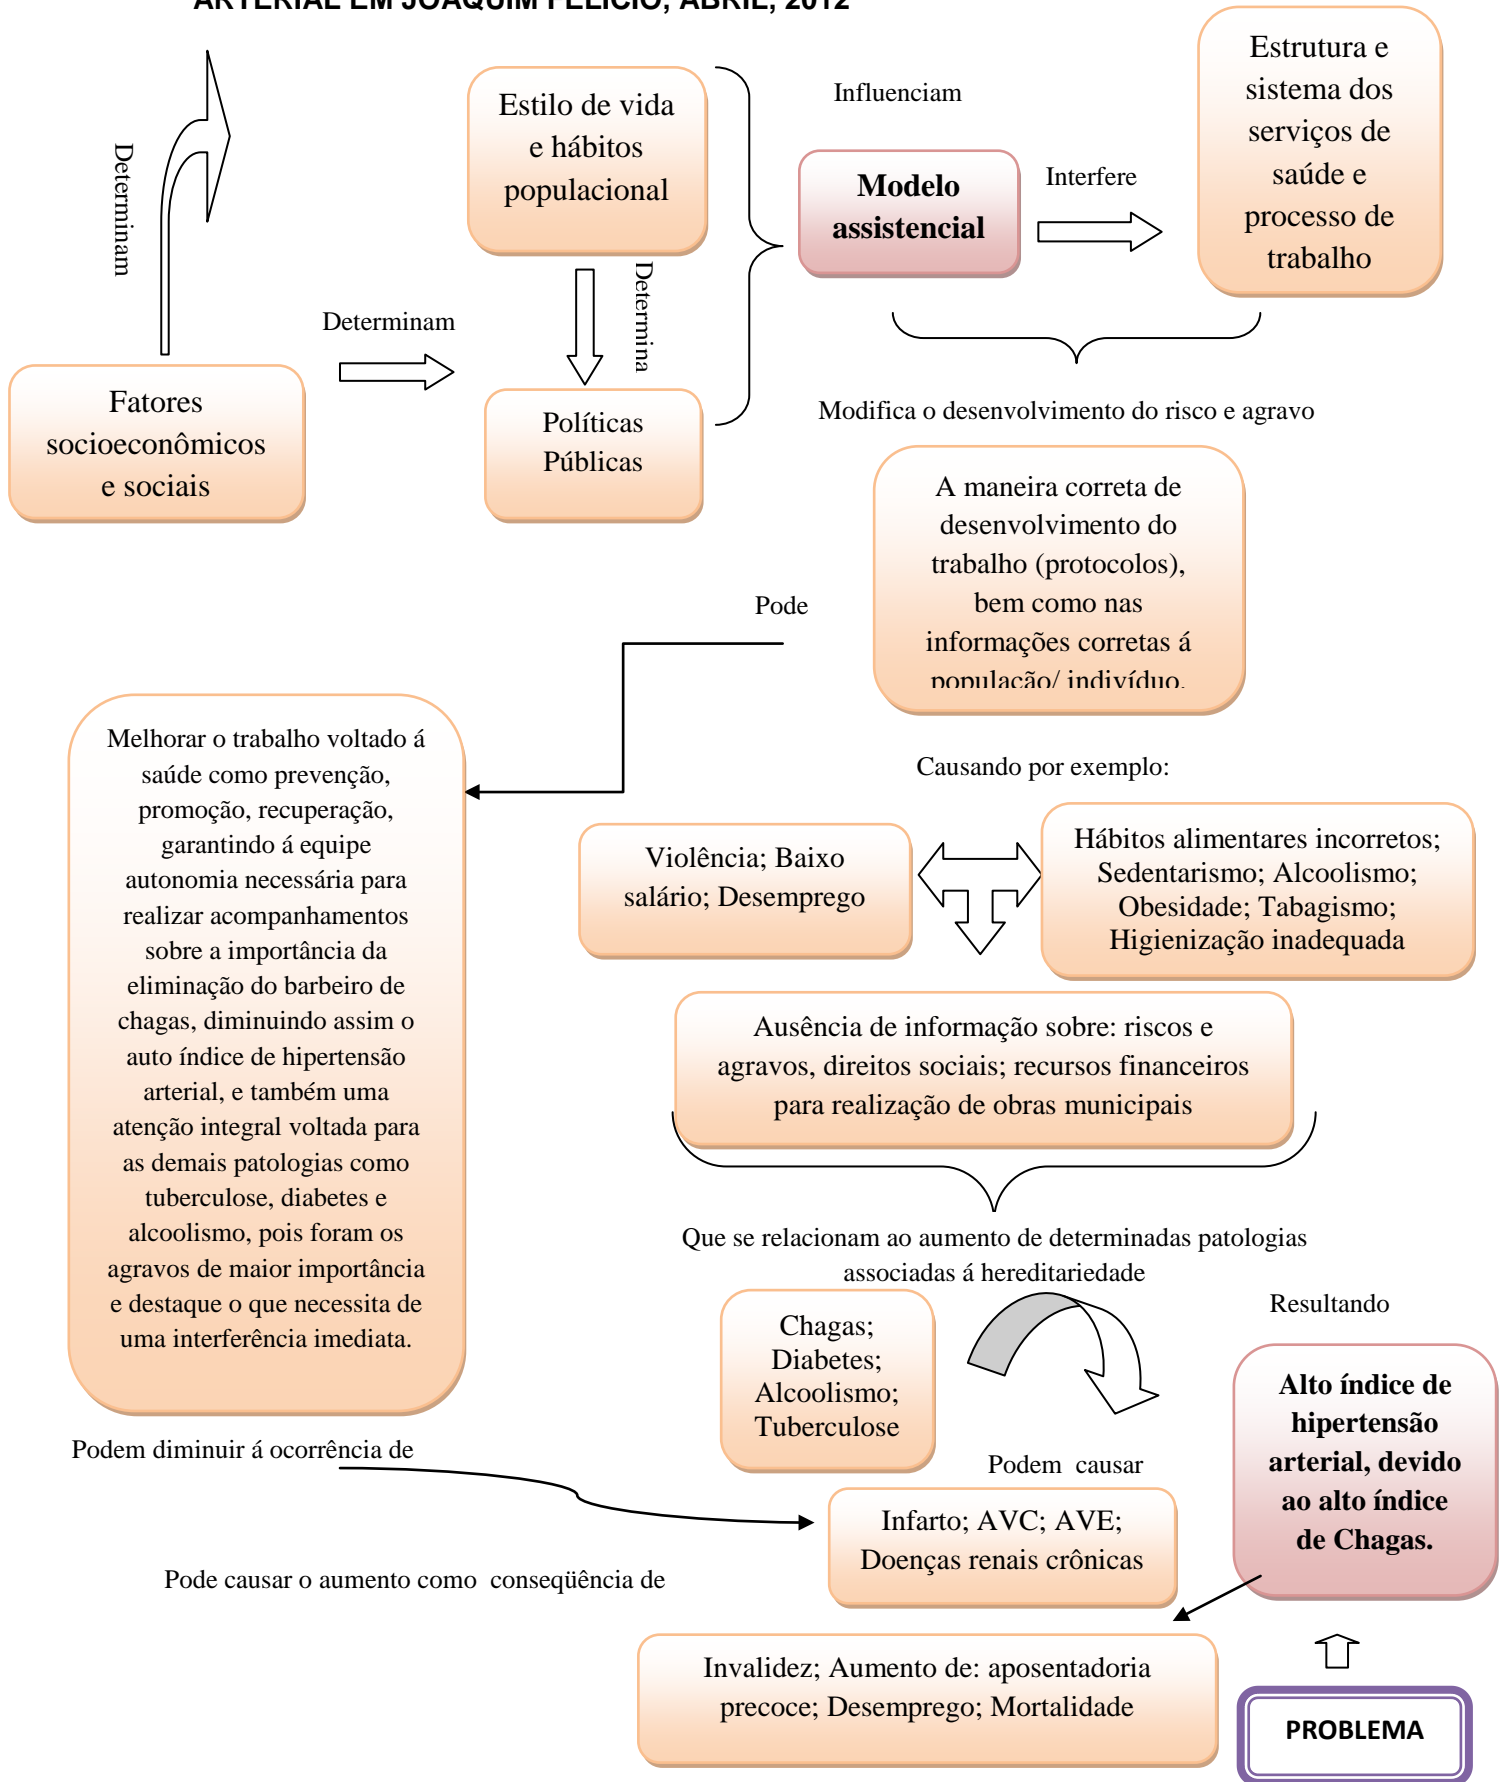 ARTERIAL EM JOAQUIM FELÍCIO, ABRIL, 2012
Estrutura e
sistema dos
serviços de
saúde e
processo de
trabalho
Estilo de vida
e hábitos
populacional
Influenciam
Determinam
Modelo
assistencial
Interfere
Determina
Determinam
Fatores
socioeconômicos
e sociais
Políticas
Públicas
Modifica o desenvolvimento do risco e agravo
A maneira correta de
desenvolvimento do
trabalho (protocolos),
bem como nas
informações corretas á
população/ indivíduo.
Pode
Melhorar o trabalho voltado á
saúde como prevenção,
promoção, recuperação,
garantindo á equipe
autonomia necessária para
realizar acompanhamentos
sobre a importância da
eliminação do barbeiro de
chagas, diminuindo assim o
auto índice de hipertensão
arterial, e também uma
atenção integral voltada para
as demais patologias como
tuberculose, diabetes e
alcoolismo, pois foram os
agravos de maior importância
e destaque o que necessita de
uma interferência imediata.
Causando por exemplo:
Violência; Baixo
salário; Desemprego
Hábitos alimentares incorretos;
Sedentarismo; Alcoolismo;
Obesidade; Tabagismo;
Higienização inadequada
Ausência de informação sobre: riscos e
agravos, direitos sociais; recursos financeiros
para realização de obras municipais
Que se relacionam ao aumento de determinadas patologias
associadas á hereditariedade
Chagas;
Diabetes;
Alcoolismo;
Tuberculose
Resultando
Alto índice de
hipertensão
arterial, devido
ao alto índice
de Chagas.
Podem diminuir á ocorrência de
Podem causar
Infarto; AVC; AVE;
Doenças renais crônicas
Pode causar o aumento como conseqüência de
Invalidez; Aumento de: aposentadoria
precoce; Desemprego; Mortalidade
PROBLEMA